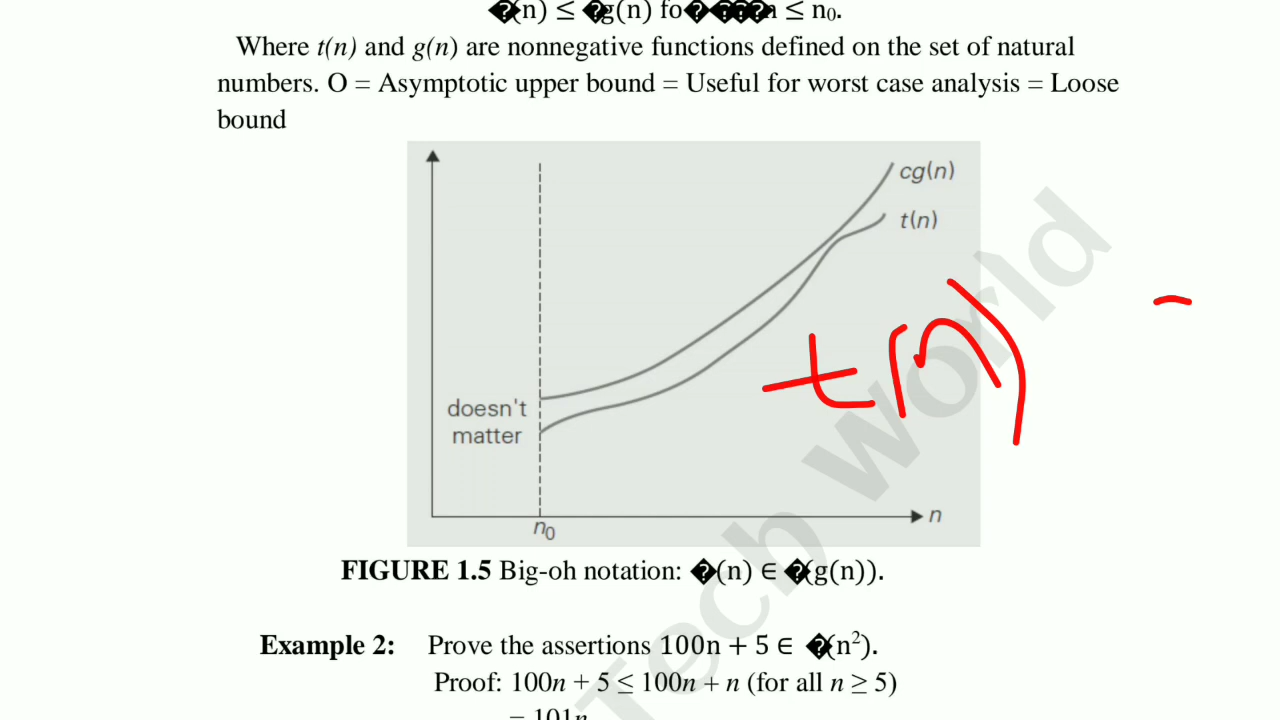 �(n) ≤ �g(n) fo����n ≤ n₀.
Where t(n) and g(n) are nonnegative functions defined on the set of natural
numbers. O = Asymptotic upper bound = Useful for worst case analysis = Loose
bound
cg(n)
t(n)
t(n)
doesn't
matter
n
n₀
FIGURE 1.5 Big-oh notation: �(n) ∈ �(g(n)).
Example 2: Prove the assertions 100n + 5 ∈ �(n²).
Proof: 100n + 5 ≤ 100n + n (for all n ≥ 5)
= 101n
Tech World